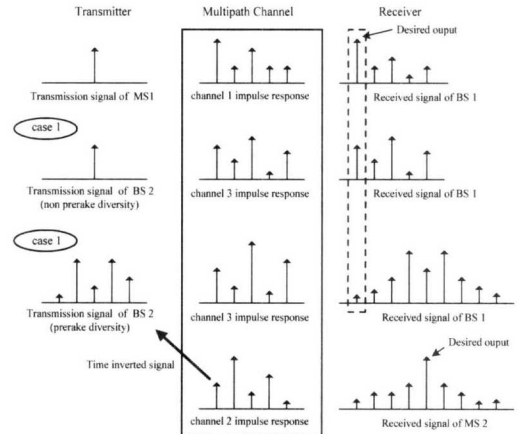 Transmitter
Multipath Channel
Receiver
Desired ouput
Transmission signal of MS1
channel 1 impulse response
Received signal of BS 1
case 1
Transmission signal of BS 2
(non prerake diversity)
channel 3 impulse response
Received signal of BS 1
case 1
Transmission signal of BS 2
(prerake diversity)
channel 3 impulse response
Received signal of BS 1
Time inverted signal
Desired ouput
channel 2 impulse response
Received signal of MS 2